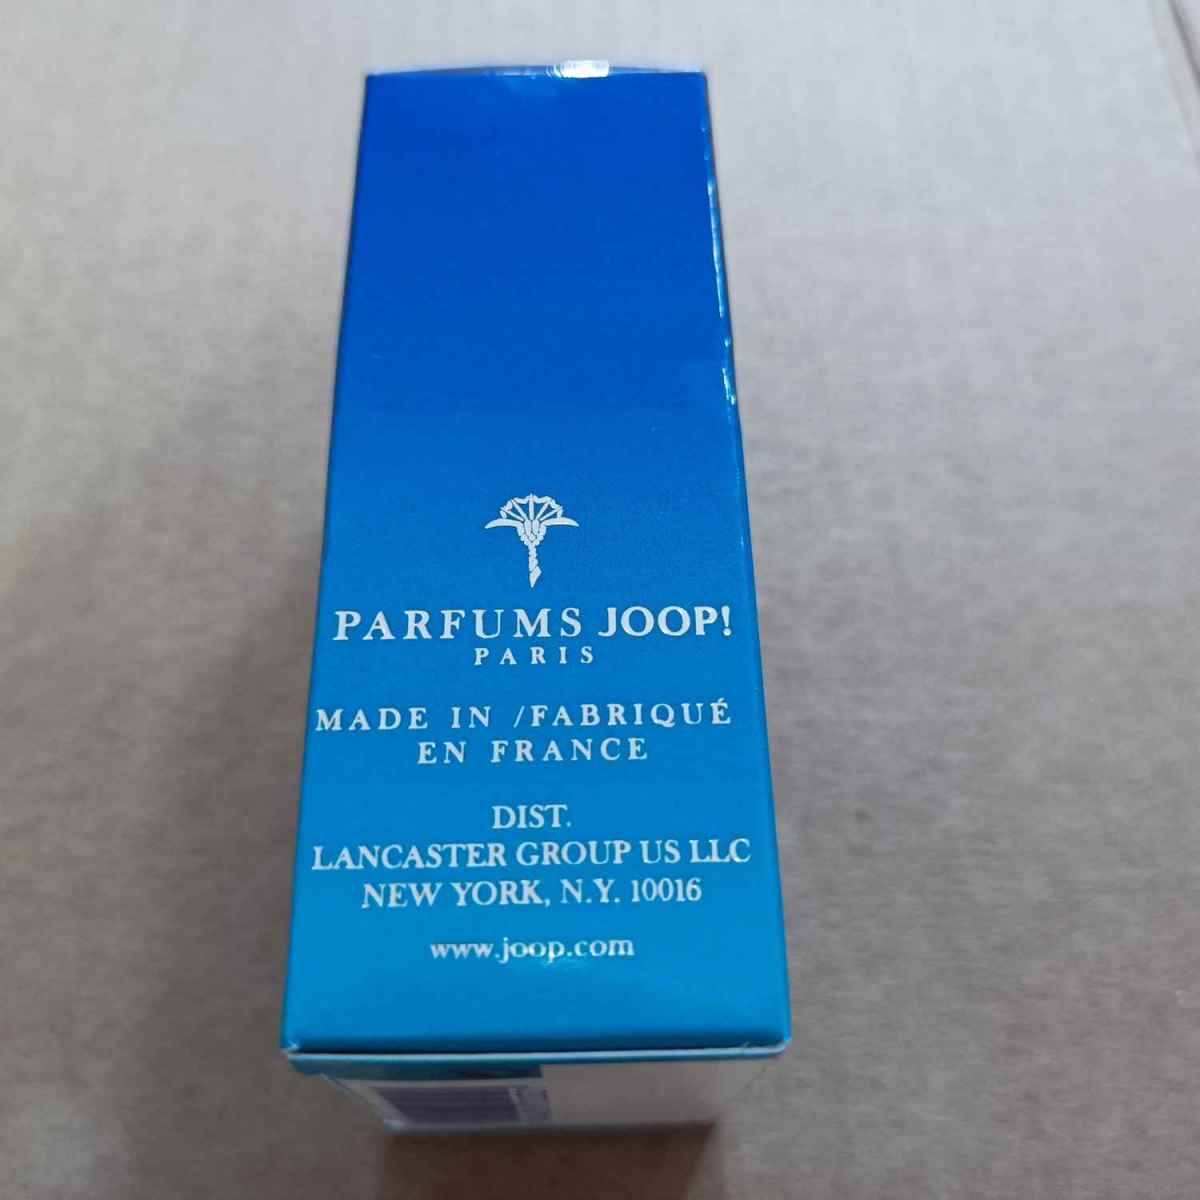 PARFUMS JOOP!
PARIS
MADE IN /FABRIQUÉ
EN FRANCE
DIST.
LANCASTER GROUP US LLC
NEW YORK, N.Y. 10016
www.joop.com